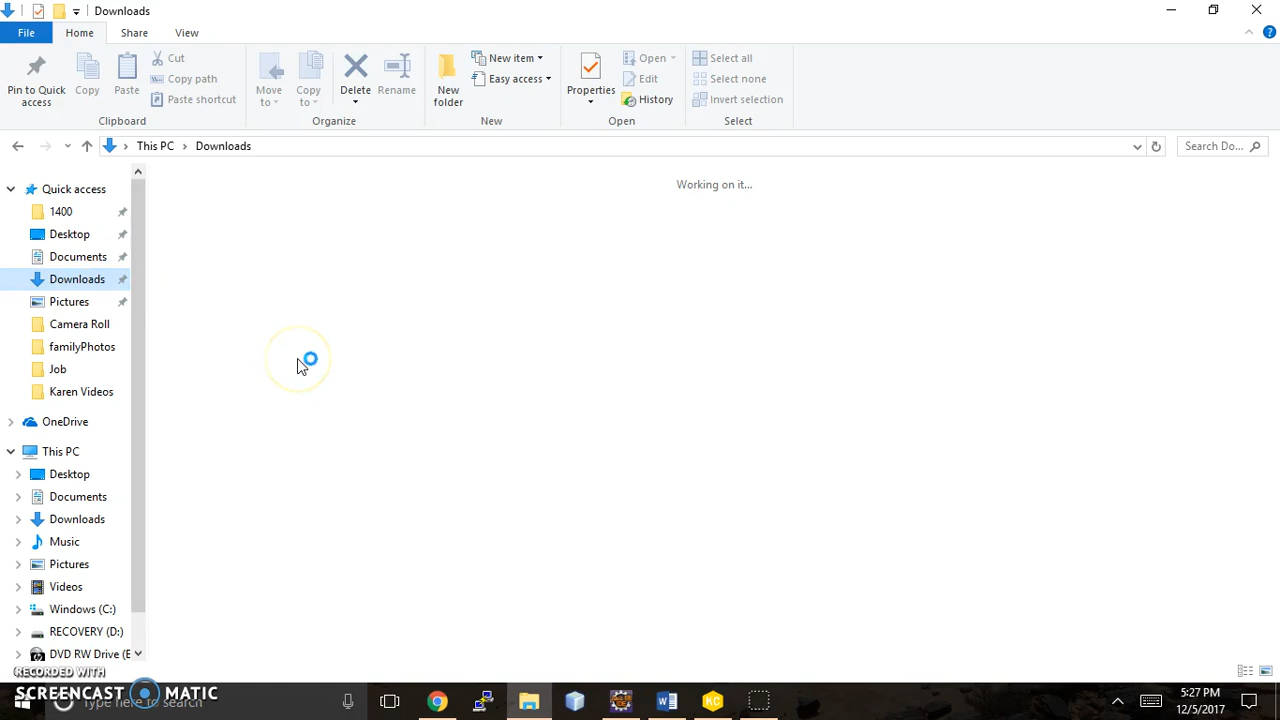 Downloads
File
Home
Share
View
Pin to Quick access
Copy
Paste
Cut
Copy path
Paste shortcut
Clipboard
Move to
Copy to
Delete
Rename
Organize
New folder
New item
Easy access
New
Properties
Open
Edit
History
Open
Select all
Select none
Invert selection
Select
This PC
Downloads
Search Do...
Working on it...
Quick access
1400
Desktop
Documents
Downloads
Pictures
Camera Roll
familyPhotos
Job
Karen Videos
OneDrive
This PC
Desktop
Documents
Downloads
Music
Pictures
Videos
Windows (C:)
RECOVERY (D:)
DVD RW Drive (E
RECORDED WITH
SCREENCAST MATIC
Type here to search
KC
5:27 PM
12/5/2017